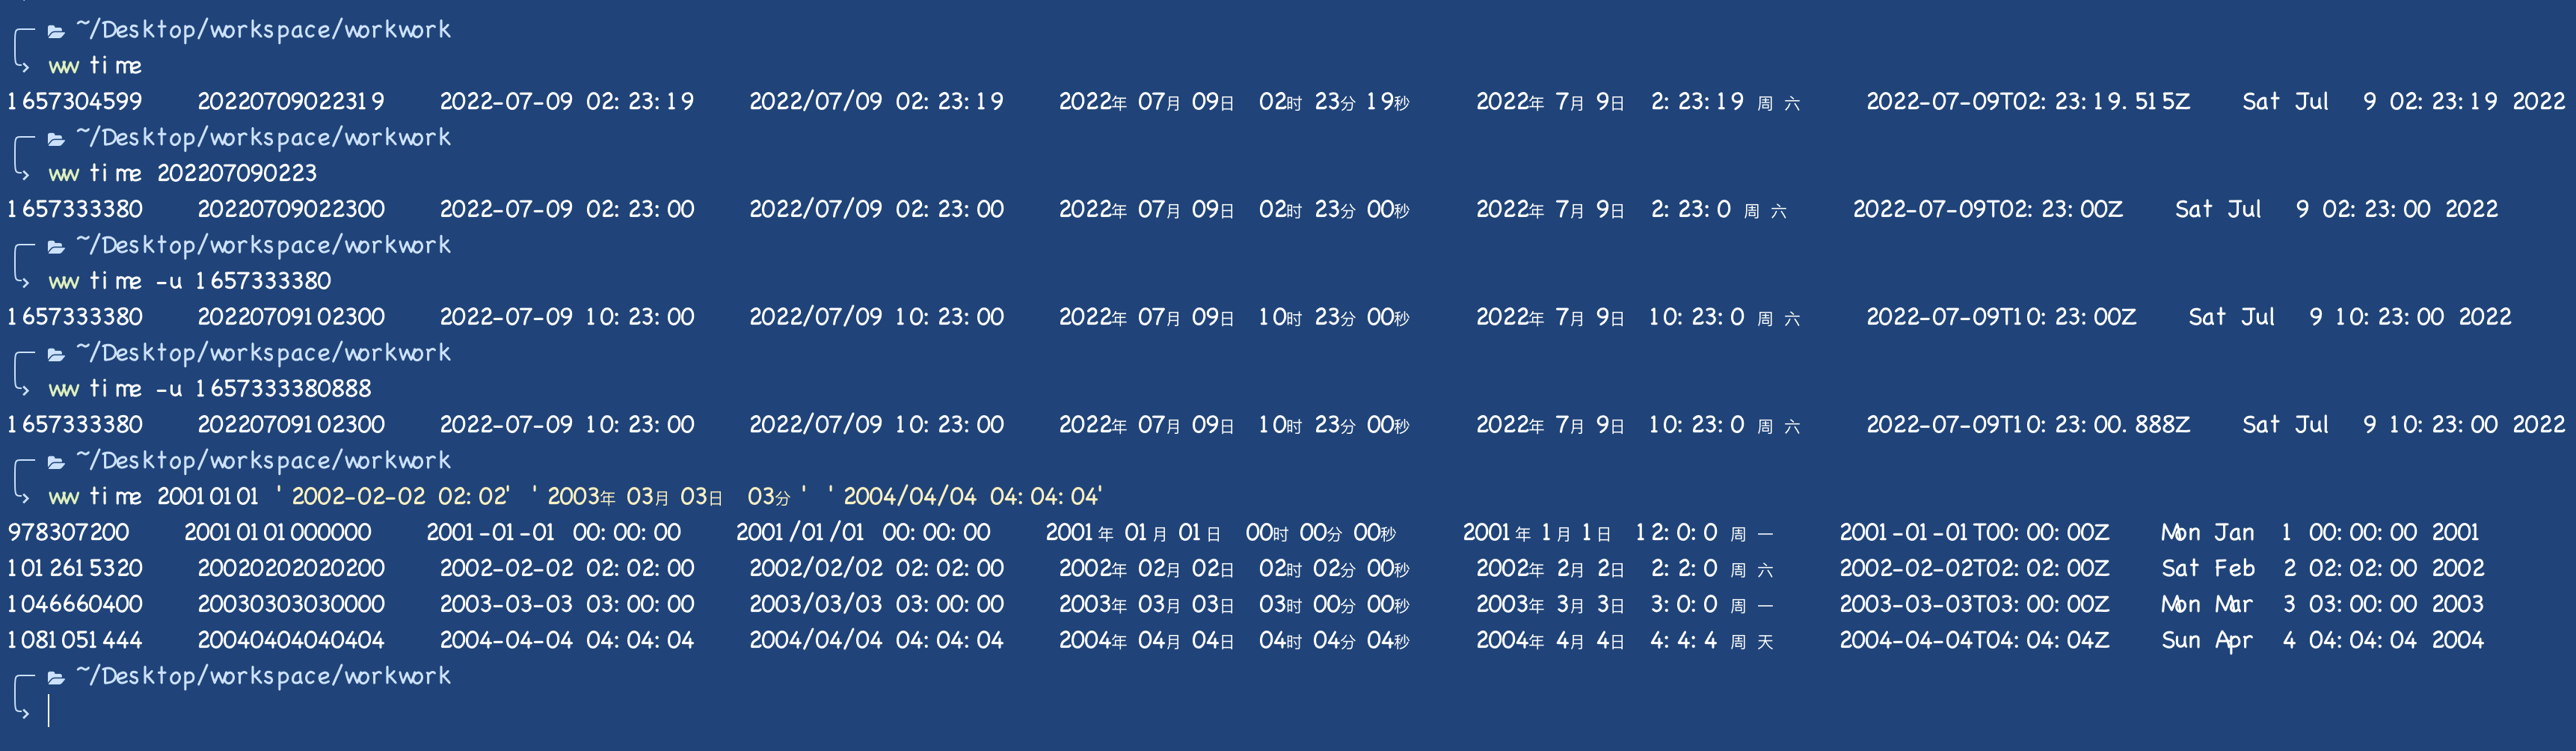 ~/Desktop/workspace/workwork
ww time
1657304599 20220709022319 2022-07-09 02:23:19 2022/07/09 02:23:19 2022年07月09日 02时23分19秒 2022年7月9日 2:23:19 周六 2022-07-09T02:23:19.515Z Sat Jul  9 02:23:19 2022
~/Desktop/workspace/workwork
ww time 202207090223
1657333380 20220709022300 2022-07-09 02:23:00 2022/07/09 02:23:00 2022年07月09日 02时23分00秒 2022年7月9日 2:23:0 周六 2022-07-09T02:23:00Z Sat Jul  9 02:23:00 2022
~/Desktop/workspace/workwork
ww time -u 1657333380
1657333380 20220709102300 2022-07-09 10:23:00 2022/07/09 10:23:00 2022年07月09日 10时23分00秒 2022年7月9日 10:23:0 周六 2022-07-09T10:23:00Z Sat Jul  9 10:23:00 2022
~/Desktop/workspace/workwork
ww time -u 1657333380888
1657333380 20220709102300 2022-07-09 10:23:00 2022/07/09 10:23:00 2022年07月09日 10时23分00秒 2022年7月9日 10:23:0 周六 2022-07-09T10:23:00.888Z Sat Jul  9 10:23:00 2022
~/Desktop/workspace/workwork
ww time 20010101 '2002-02-02 02:02' '2003年03月03日 03分' '2004/04/04 04:04:04'
978307200 20010101000000 2001-01-01 00:00:00 2001/01/01 00:00:00 2001年01月01日 00时00分00秒 2001年1月1日 12:0:0 周一 2001-01-01T00:00:00Z Mon Jan  1 00:00:00 2001
1012615320 20020202020200 2002-02-02 02:02:00 2002/02/02 02:02:00 2002年02月02日 02时02分00秒 2002年2月2日 2:2:0 周六 2002-02-02T02:02:00Z Sat Feb  2 02:02:00 2002
1046660400 20030303030000 2003-03-03 03:00:00 2003/03/03 03:00:00 2003年03月03日 03时00分00秒 2003年3月3日 3:0:0 周一 2003-03-03T03:00:00Z Mon Mar  3 03:00:00 2003
1081051444 20040404040404 2004-04-04 04:04:04 2004/04/04 04:04:04 2004年04月04日 04时04分04秒 2004年4月4日 4:4:4 周天 2004-04-04T04:04:04Z Sun Apr  4 04:04:04 2004
~/Desktop/workspace/workwork